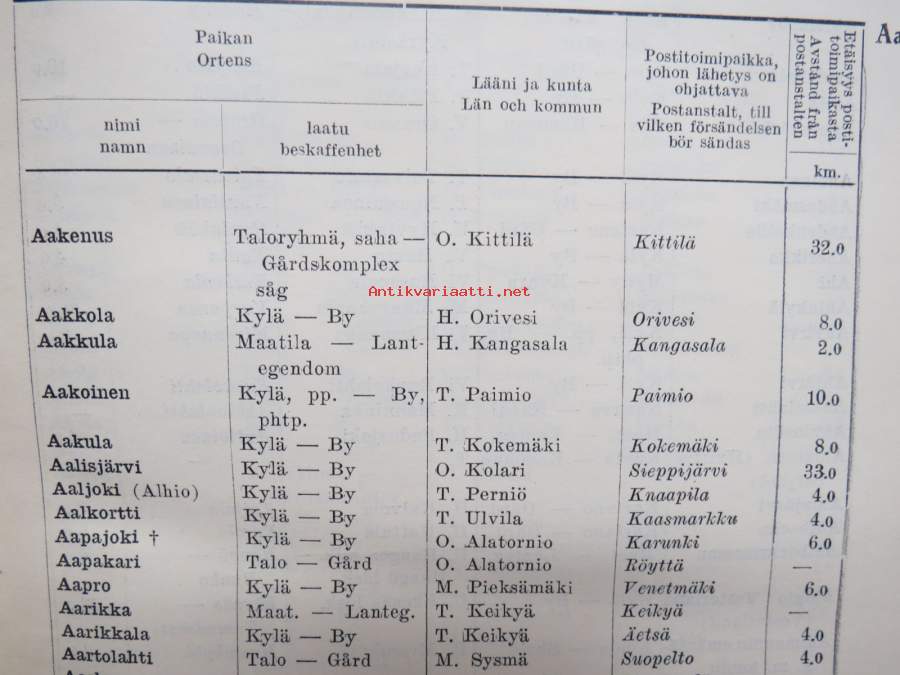 Paikan
Ortens
nimi
namn
laatu
beskaffenhet
Lääni ja kunta
Län och kommun
Postitoimipaikka,
johon lähetys on
ohjattava
Postanstalt, till
vilken försändelsen
bör sändas
Etäisyys posti-
toimipaikasta
Avstånd från
postanstalten
km.
Aa
Aakenus Taloryhmä, saha — O. Kittilä Kittilä 32.0
Gårdskomplex
såg
Antikvariaatti.net
Aakkola Kylä — By H. Orivesi Orivesi 8.0
Aakkula Maatila — Lant- H. Kangasala Kangasala 2.0
egendom
Aakoinen Kylä, pp. — By, T. Paimio Paimio 10.0
phtp.
Aakula Kylä — By T. Kokemäki Kokemäki 8.0
Aalisjärvi Kylä — By O. Kolari Sieppijärvi 33.0
Aaljoki (Alhio) Kylä — By T. Perniö Knaapila 4.0
Aalkortti Kylä — By T. Ulvila Kaasmarkku 4.0
Aapajoki † Kylä — By O. Alatornio Karunki 6.0
Aapakari Talo — Gård O. Alatornio Röyttä —
Aapro Kylä — By M. Pieksämäki Venetmäki 6.0
Aarikka Maat. — Lanteg. T. Keikyä Keikyä —
Aarikkala Kylä — By T. Keikyä Äetsä 4.0
Aartolahti Talo — Gård M. Sysmä Suopelto 4.0